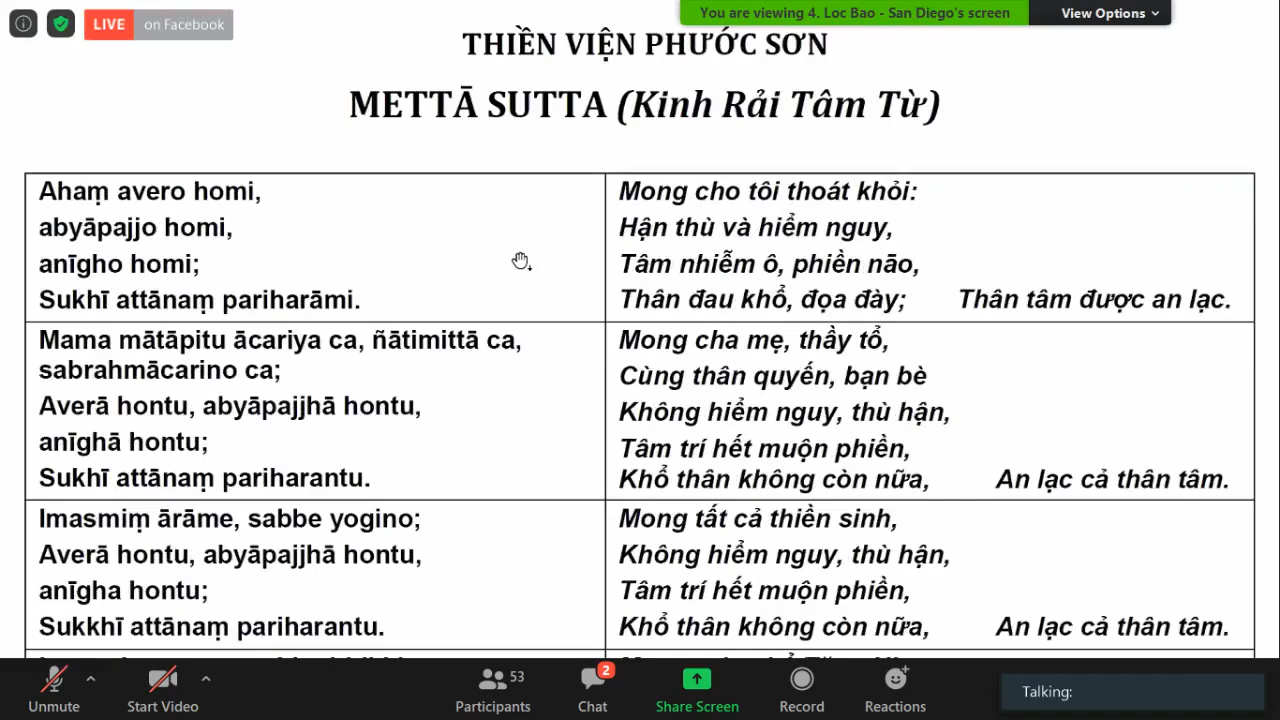 LIVE on Facebook
You are viewing 4. Loc Bao - San Diego's screen
View Options
THIỀN VIỆN PHƯỚC SƠN
METTĀ SUTTA (Kinh Rải Tâm Từ)
Ahaṃ avero homi,
abyāpajjo homi,
anīgho homi;
Sukhī attānaṃ pariharāmi.
Mong cho tôi thoát khỏi:
Hận thù và hiểm nguy,
Tâm nhiễm ô, phiền não,
Thân đau khổ, đọa đày; Thân tâm được an lạc.
Mama mātāpitu ācariya ca, ñātimittā ca,
sabrahmācarino ca;
Averā hontu, abyāpajjhā hontu,
anīghā hontu;
Sukhī attānaṃ pariharantu.
Mong cha mẹ, thầy tổ,
Cùng thân quyến, bạn bè
Không hiểm nguy, thù hận,
Tâm trí hết muộn phiền,
Khổ thân không còn nữa, An lạc cả thân tâm.
Imasmiṃ ārāme, sabbe yogino;
Averā hontu, abyāpajjhā hontu,
anīgha hontu;
Sukkhī attānaṃ pariharantu.
Mong tất cả thiền sinh,
Không hiểm nguy, thù hận,
Tâm trí hết muộn phiền,
Khổ thân không còn nữa, An lạc cả thân tâm.
Unmute
Start Video
53
Participants
2
Chat
Share Screen
Record
Reactions
Talking: